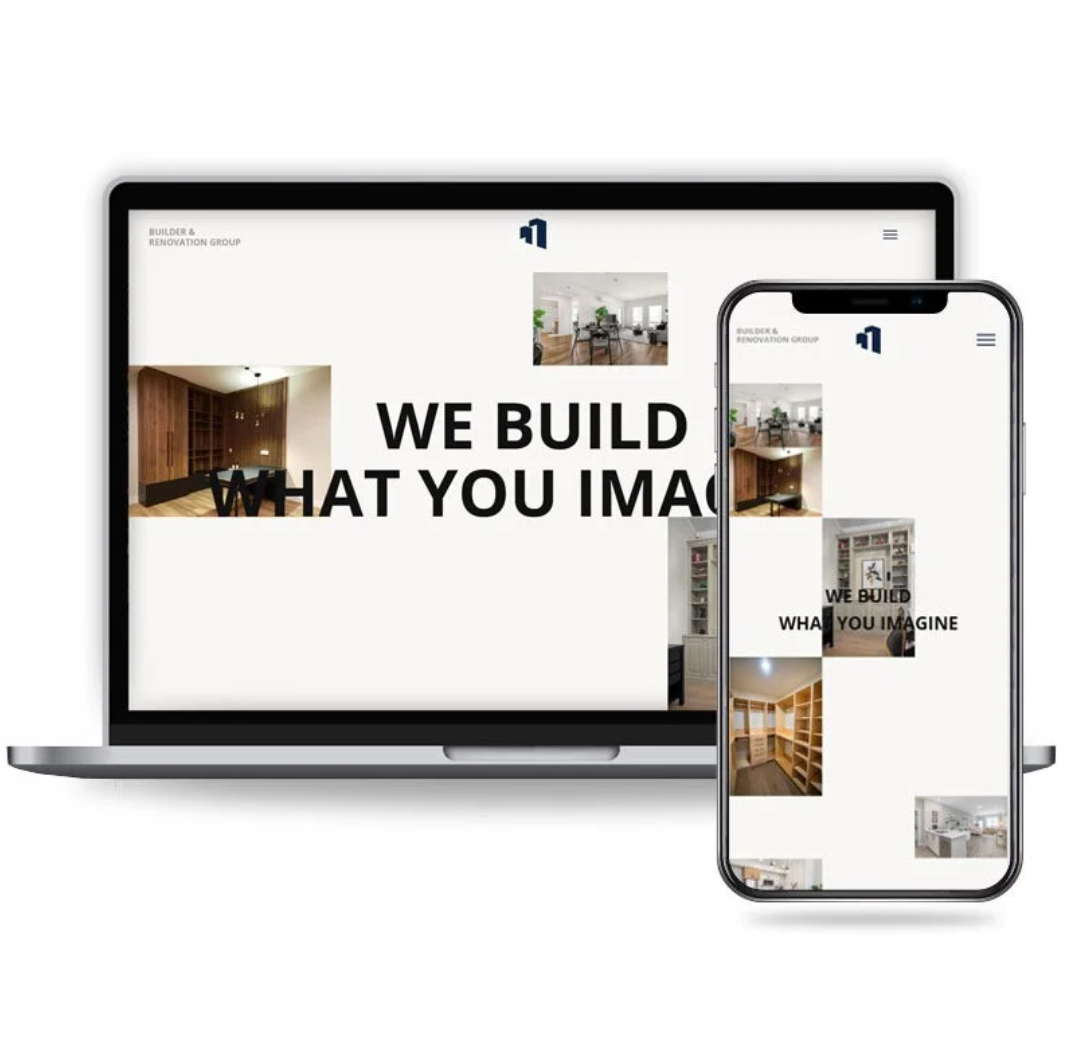 BUILDER &
RENOVATION GROUP
WE BUILD
WHAT YOU IMAG
BUILDER &
RENOVATION GROUP
WE BUILD
WHAT YOU IMAGINE